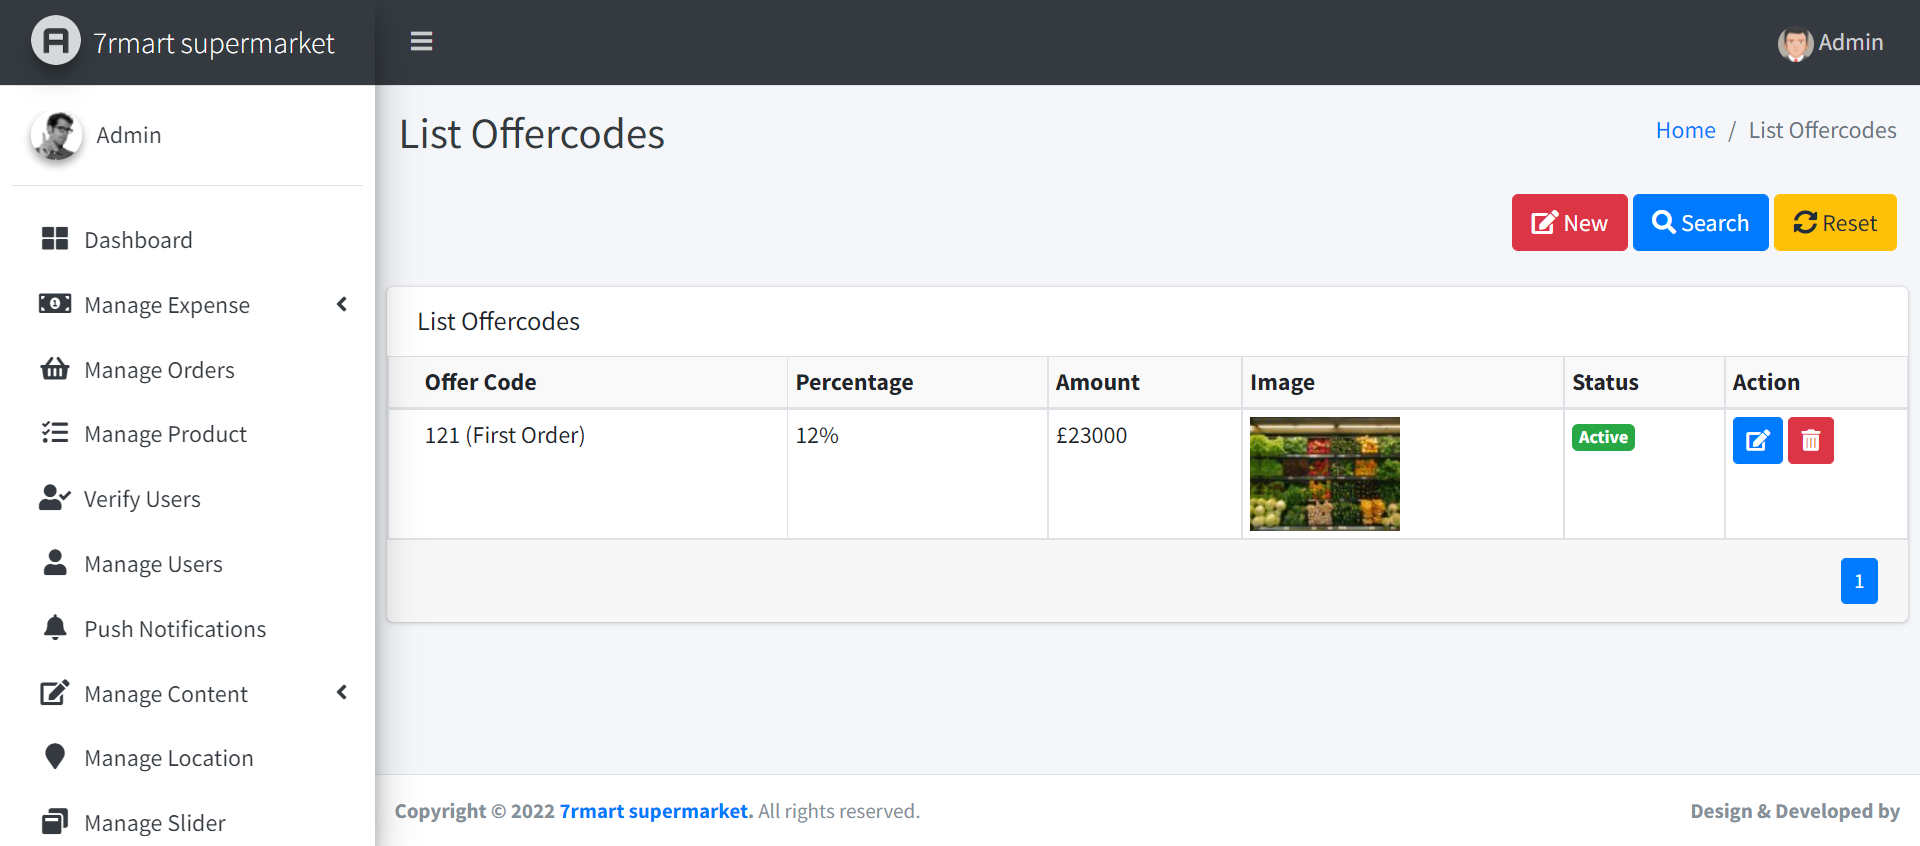 7rmart supermarket
Admin
Admin
Dashboard
Manage Expense
Manage Orders
Manage Product
Verify Users
Manage Users
Push Notifications
Manage Content
Manage Location
Manage Slider
List Offercodes
Home / List Offercodes
New Search Reset
List Offercodes
Offer Code Percentage Amount Image Status Action
121 (First Order) 12% £23000 Active
1
Copyright © 2022 7rmart supermarket. All rights reserved. Design & Developed by